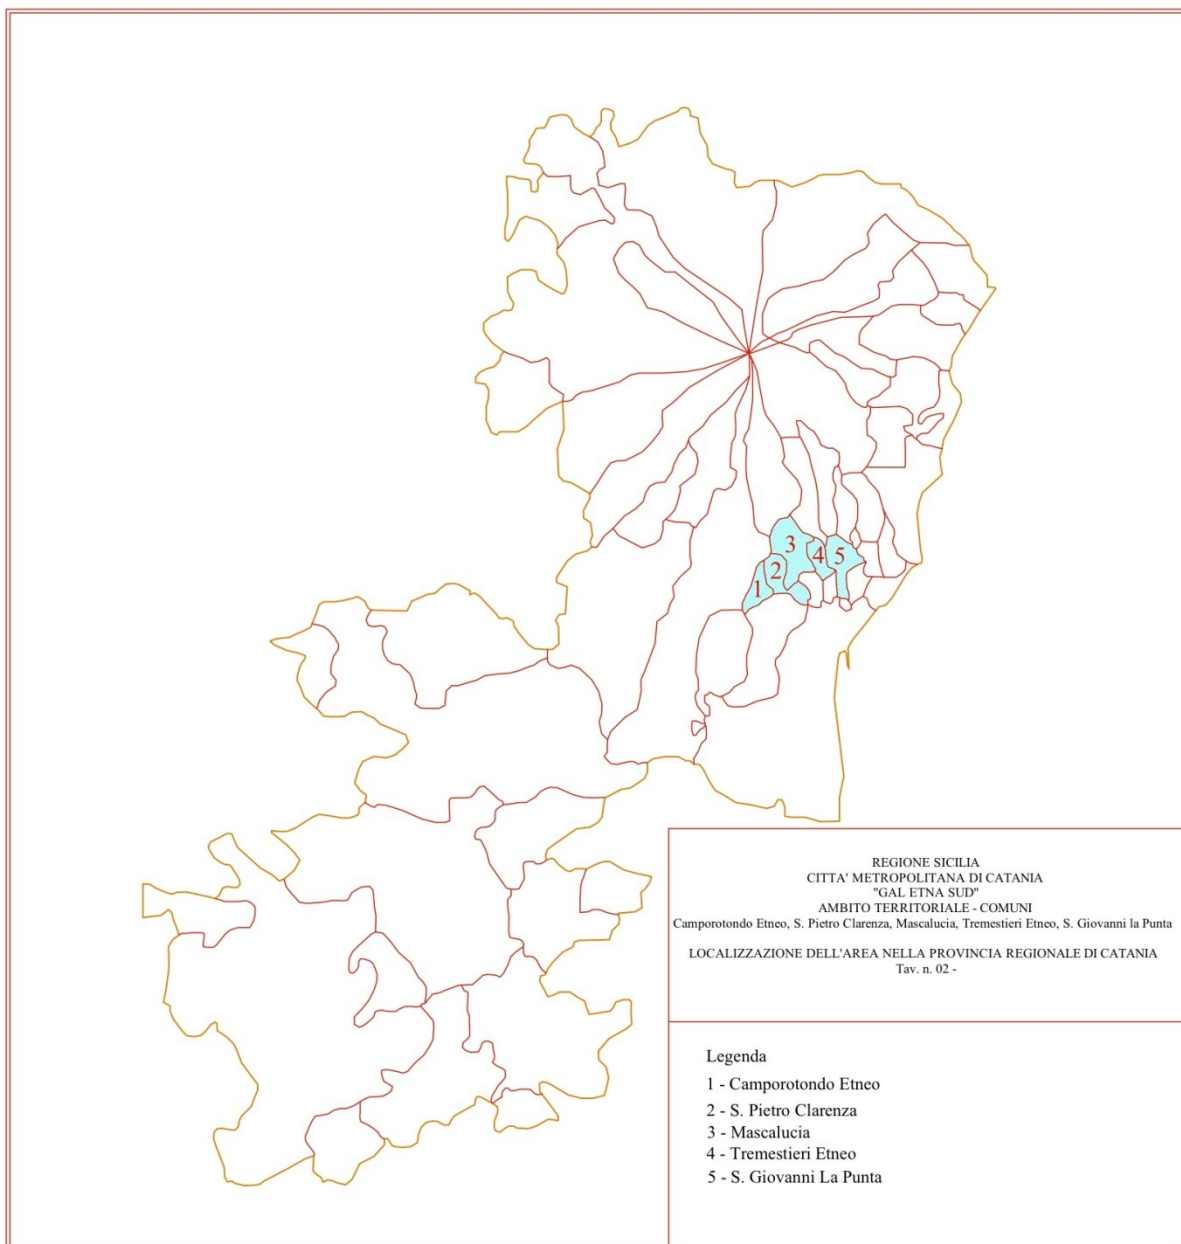 3
4
5
2
1
REGIONE SICILIA
CITTA' METROPOLITANA DI CATANIA
"GAL ETNA SUD"
AMBITO TERRITORIALE - COMUNI
Camporotondo Etneo, S. Pietro Clarenza, Mascalucia, Tremestieri Etneo, S. Giovanni la Punta
LOCALIZZAZIONE DELL'AREA NELLA PROVINCIA REGIONALE DI CATANIA
Tav. n. 02 -
Legenda
1 - Camporotondo Etneo
2 - S. Pietro Clarenza
3 - Mascalucia
4 - Tremestieri Etneo
5 - S. Giovanni La Punta